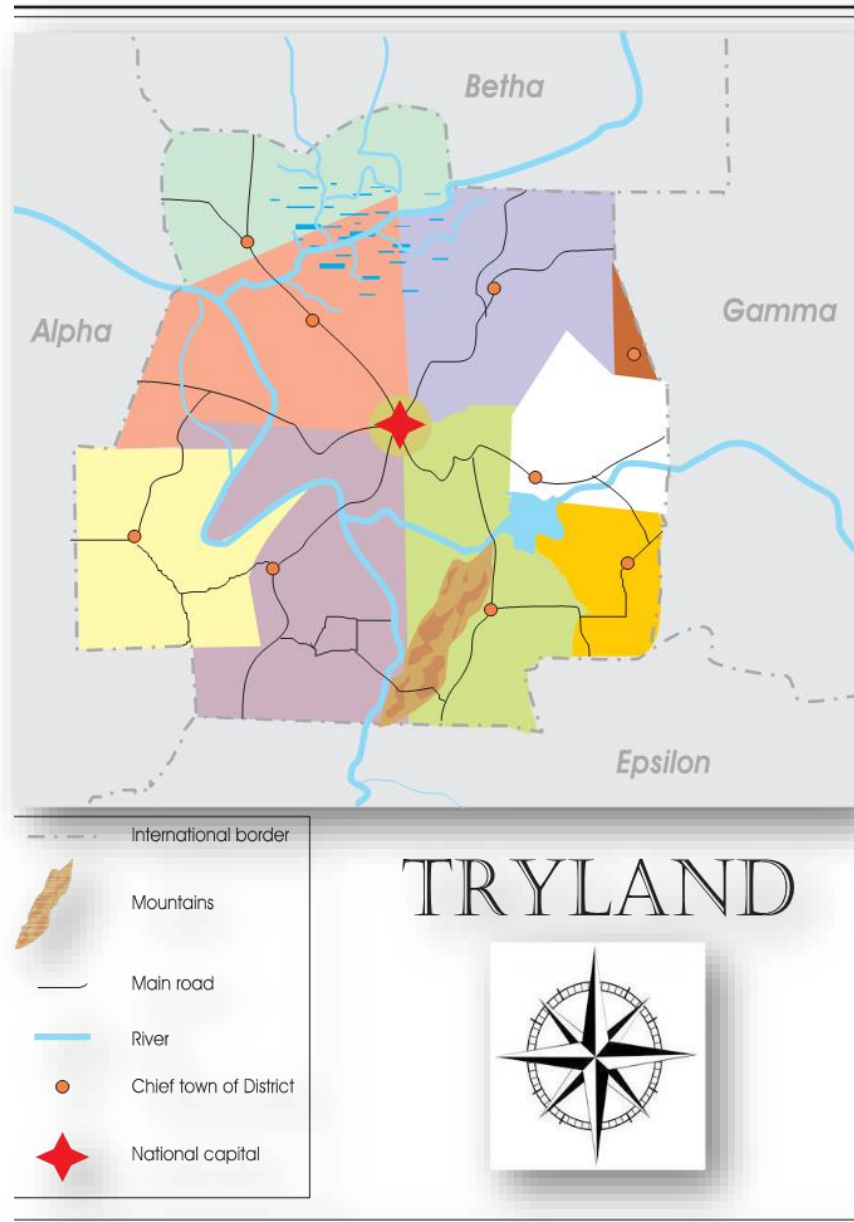 Betha
Gamma
Alpha
Epsilon
International border
Mountains
Main road
River
Chief town of District
National capital
TRYLAND